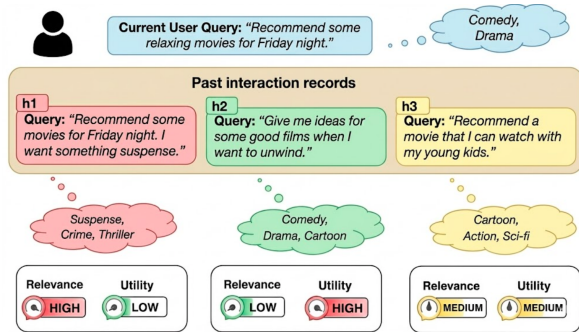 Current User Query: “Recommend some
relaxing movies for Friday night.”
Comedy,
Drama
Past interaction records
h1
Query: “Recommend some
movies for Friday night. I
want something suspense.”
h2
Query: “Give me ideas for
some good films when I
want to unwind.”
h3
Query: “Recommend a
movie that I can watch with
my young kids.”
Suspense,
Crime, Thriller
Comedy,
Drama, Cartoon
Cartoon,
Action, Sci-fi
Relevance Utility
HIGH LOW
Relevance Utility
LOW HIGH
Relevance Utility
MEDIUM MEDIUM